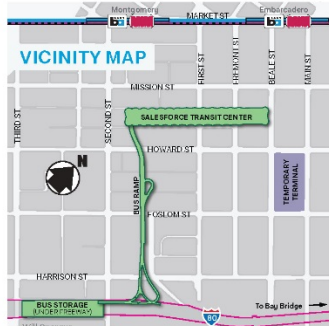 Montgomery
Embarcadero
MARKET ST
VICINITY MAP
MISSION ST
FIRST ST
FREMONT ST
BEALE ST
MAIN ST
THIRD ST
SECOND ST
SALESFORCE TRANSIT CENTER
HOWARD ST
N
BUS RAMP
TEMPORARY
TERMINAL
FOSLOM ST
HARRISON ST
BUS STORAGE
(UNDER FREEWAY)
80
To Bay Bridge